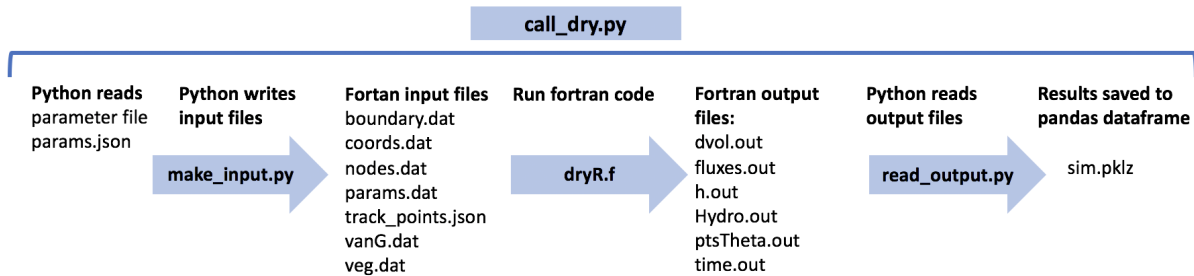 call_dry.py
Python reads
parameter file
params.json
Python writes
input files
make_input.py
Fortan input files
boundary.dat
coords.dat
nodes.dat
params.dat
track_points.json
vanG.dat
veg.dat
Run fortran code
dryR.f
Fortran output
files:
dvol.out
fluxes.out
h.out
Hydro.out
ptsTheta.out
time.out
Python reads
output files
read_output.py
Results saved to
pandas dataframe
sim.pklz